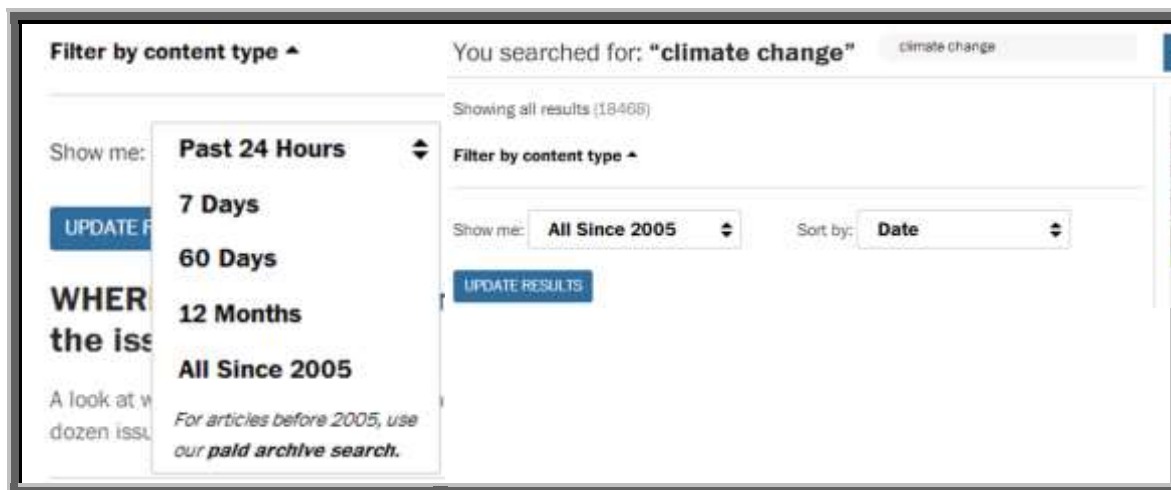 Filter by content type
Show me:
Past 24 Hours
7 Days
60 Days
12 Months
All Since 2005
For articles before 2005, use
our paid archive search.
UPDATE
WHER
the iss
A look at w
dozen issu
You searched for: “climate change”
climate change
Showing all results (18468)
Filter by content type
Show me: All Since 2005
Sort by: Date
UPDATE RESULTS